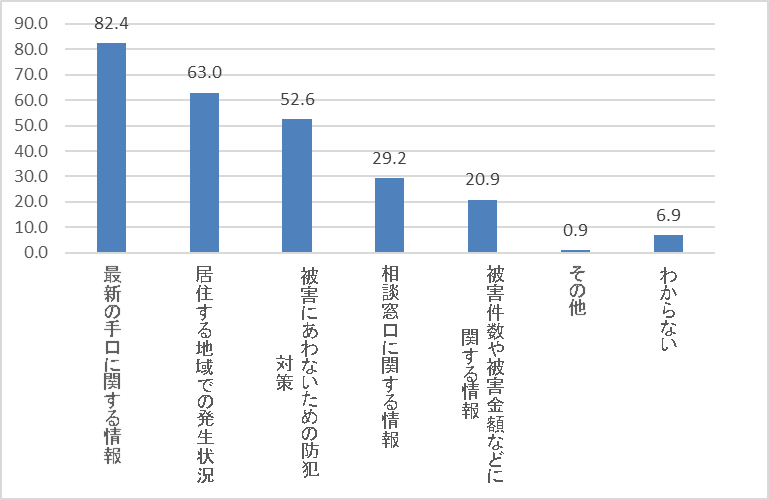 90.0
80.0
70.0
60.0
50.0
40.0
30.0
20.0
10.0
0.0
82.4
63.0
52.6
29.2
20.9
0.9
6.9
最新の手口に関する情報
居住する地域での発生状況
被害にあわないための防犯
対策
相談窓口に関する情報
被害件数や被害金額などに
関する情報
その他
わからない